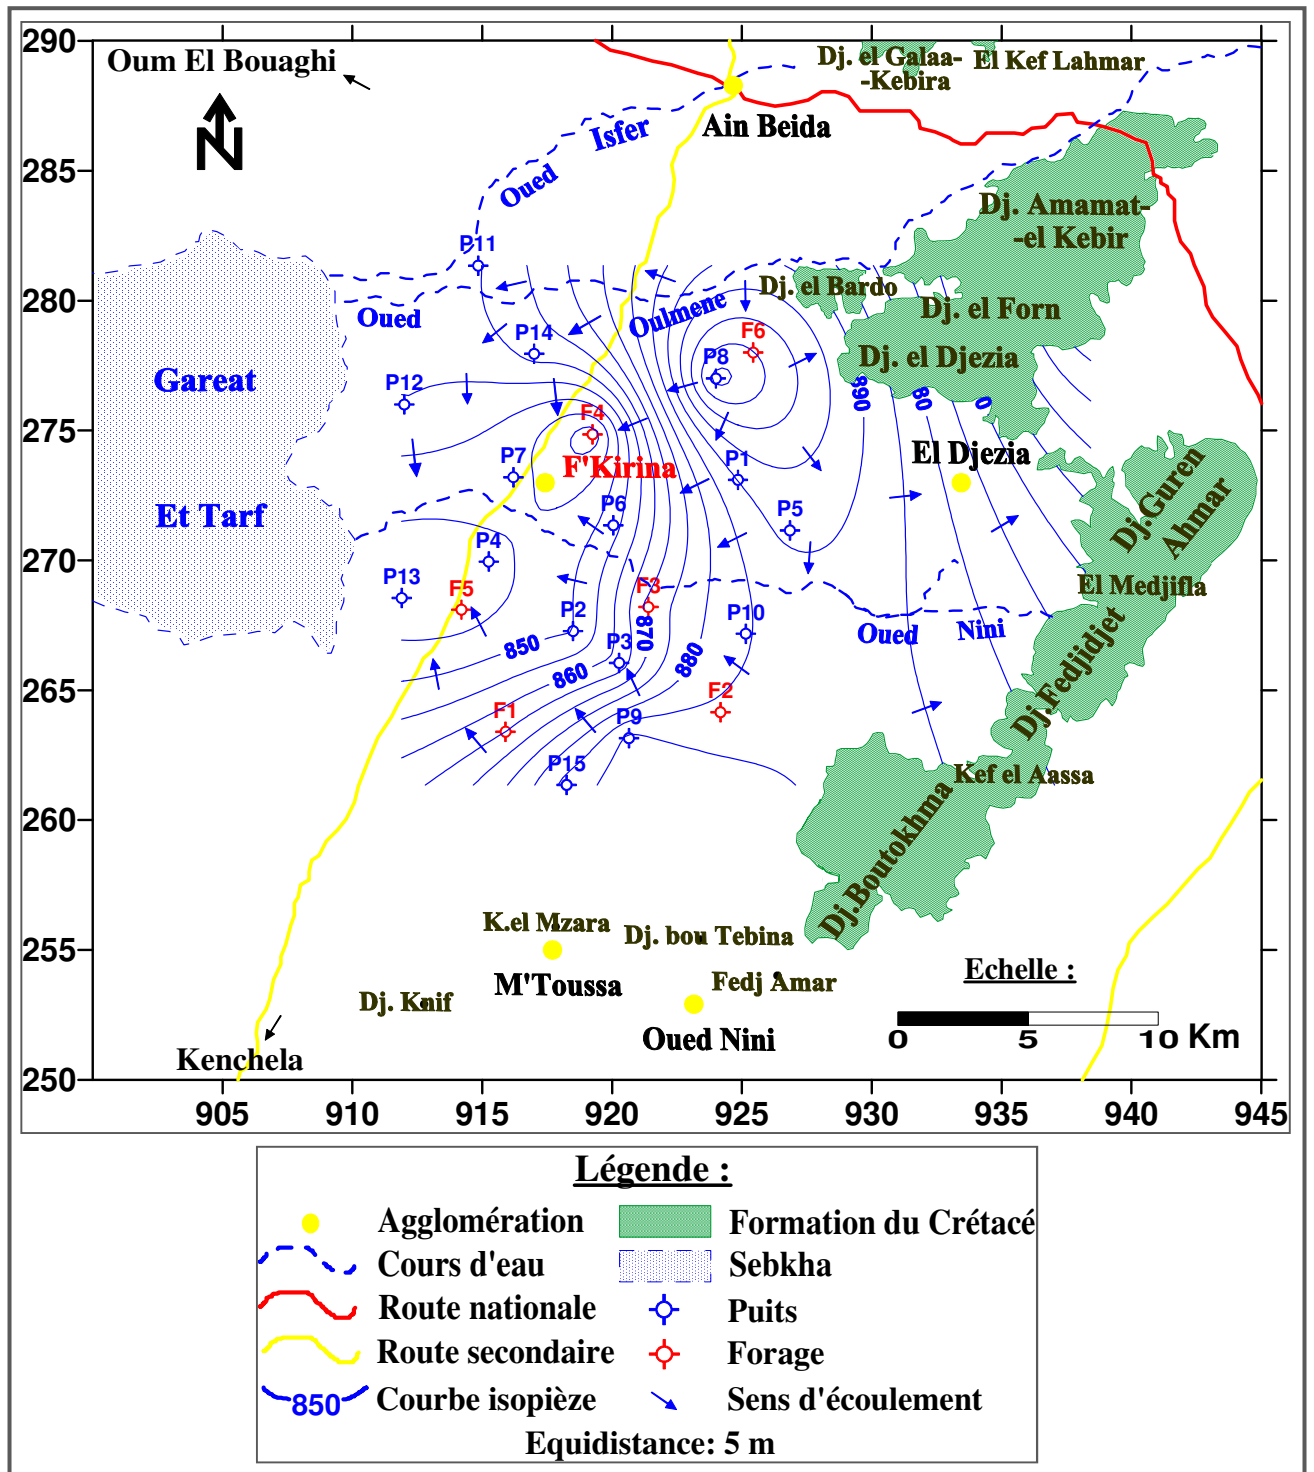 290
285
280
275
270
265
260
255
250
905
910
915
920
925
930
935
940
945
Oum El Bouaghi
N
Dj. el Galaa-
-Kebira
El Kef Lahmar
Ain Beida
Oued Isfer
Dj. Amamat-
-el Kebir
P11
Oued Oulmene
Dj. el Bardo
Dj. el Forn
P14
F6
P8
Dj. el Djezia
Gareat
P12
890
80
0
F4
F'Kirina
P7
P1
El Djezia
Dj.Guren
Ahmar
Et Tarf
P6
P5
P4
P13
F5
F3
El Medjifla
P2
P10
870
Oued Nini
850
P3
880
860
Dj.Fedjidjet
F1
F2
P9
P15
Kef el Aassa
Dj.Boutokhma
K.el Mzara
Dj. bou Tebina
M'Toussa
Fedj Amar
Dj. Knif
Oued Nini
Kenchela
Echelle :
0 5 10 Km
Légende :
Agglomération
Formation du Crétacé
Cours d'eau
Sebkha
Route nationale
Puits
Route secondaire
Forage
850
Courbe isopièze
Sens d'écoulement
Equidistance: 5 m